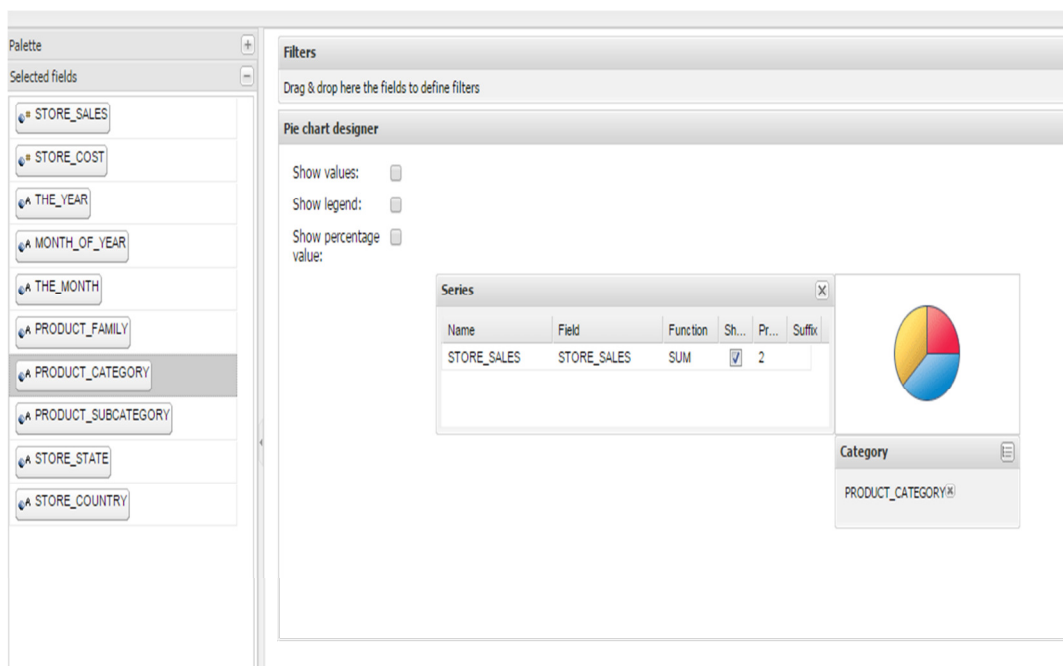 Palette
Selected fields
STORE_SALES
STORE_COST
A THE_YEAR
A MONTH_OF_YEAR
A THE_MONTH
A PRODUCT_FAMILY
A PRODUCT_CATEGORY
A PRODUCT_SUBCATEGORY
A STORE_STATE
A STORE_COUNTRY
Filters
Drag & drop here the fields to define filters
Pie chart designer
Show values:
Show legend:
Show percentage
value:
Series
Name Field Function Sh... Pr... Suffix
STORE_SALES STORE_SALES SUM 2
Category
PRODUCT_CATEGORY